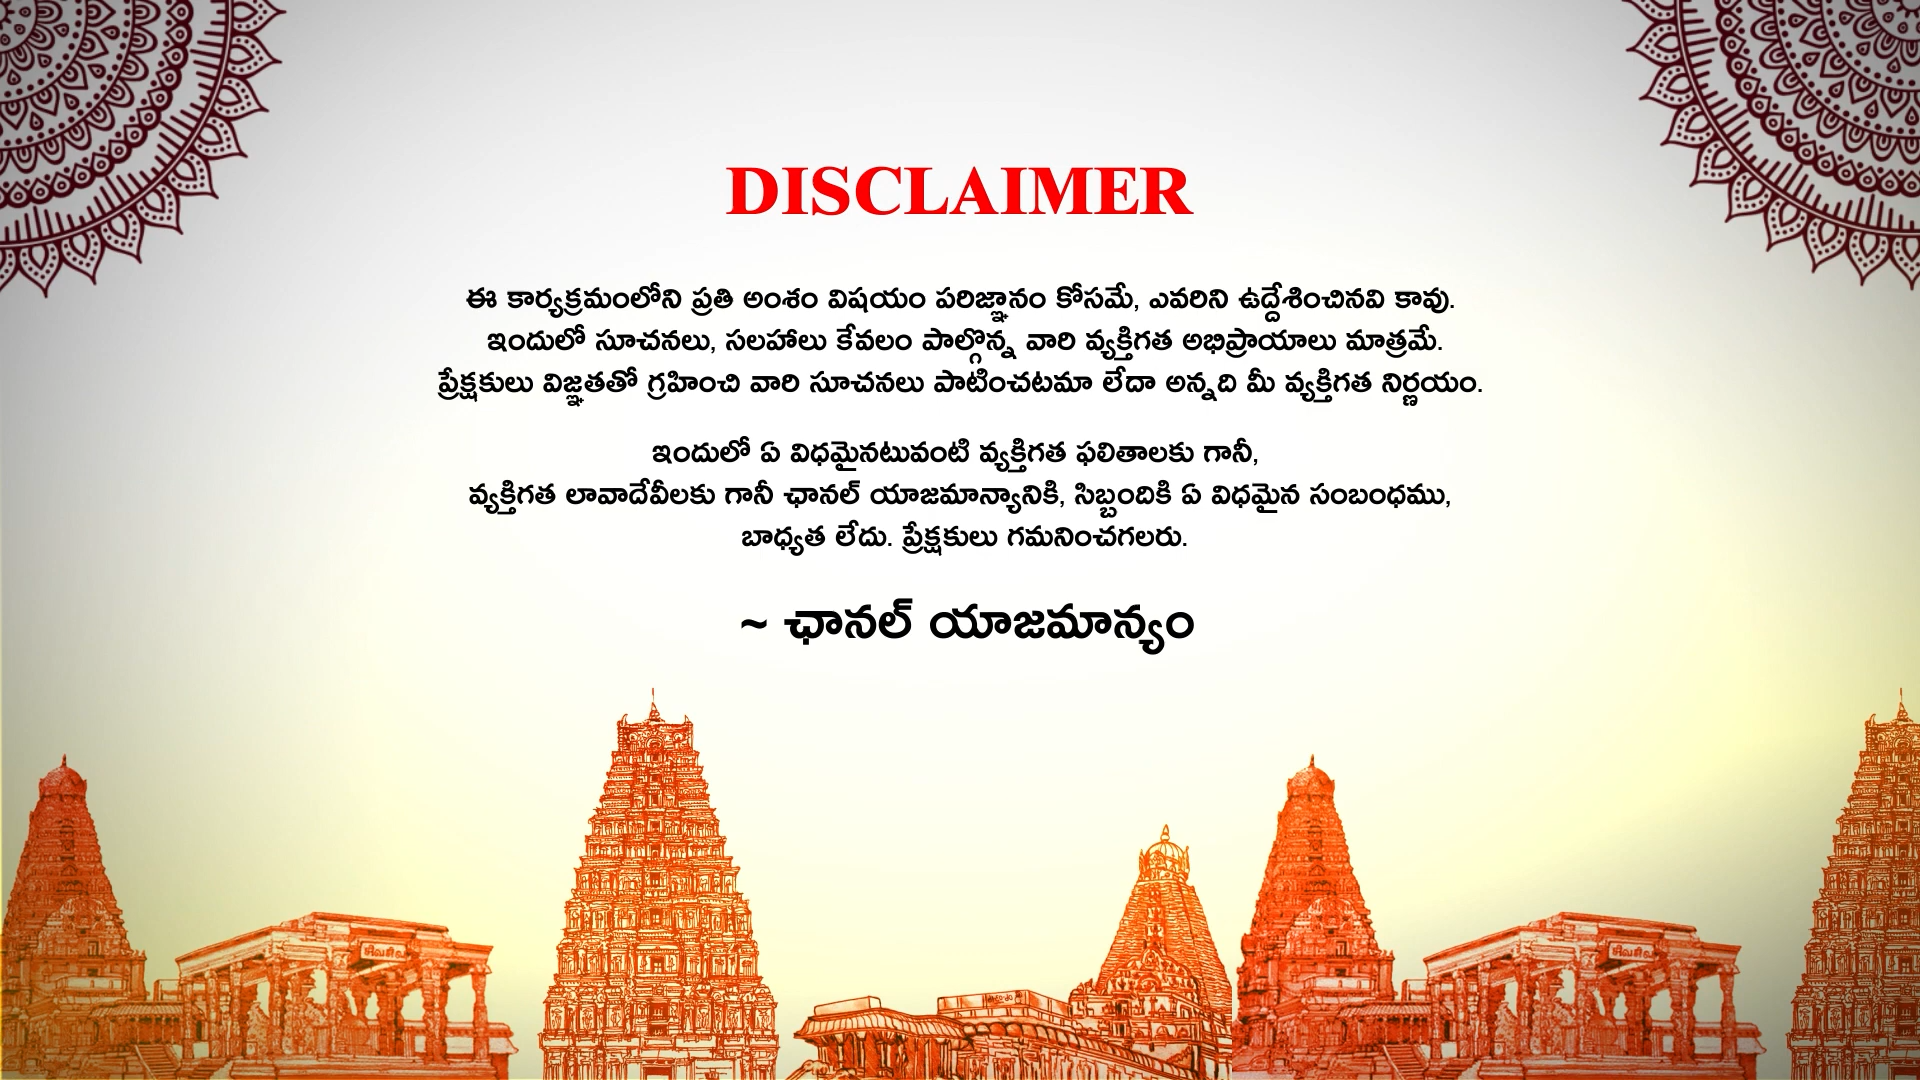 DISCLAIMER
ఈ కార్యక్రమంలోని ప్రతి అంశం విషయం పరిజ్ఞానం కోసమే, ఎవరిని ఉద్దేశించినవి కావు.
ఇందులో సూచనలు, సలహాలు కేవలం పాల్గొన్న వారి వ్యక్తిగత అభిప్రాయాలు మాత్రమే.
ప్రేక్షకులు విజ్ఞతతో గ్రహించి వారి సూచనలు పాటించటమా లేదా అన్నది మీ వ్యక్తిగత నిర్ణయం.
ఇందులో ఏ విధమైనటువంటి వ్యక్తిగత ఫలితాలకు గానీ,
వ్యక్తిగత లావాదేవీలకు గానీ ఛానల్ యాజమాన్యానికి, సిబ్బందికి ఏ విధమైన సంబంధము,
బాధ్యత లేదు. ప్రేక్షకులు గమనించగలరు.
~ ఛానల్ యాజమాన్యం
சிவசிவ
சிவசிவ